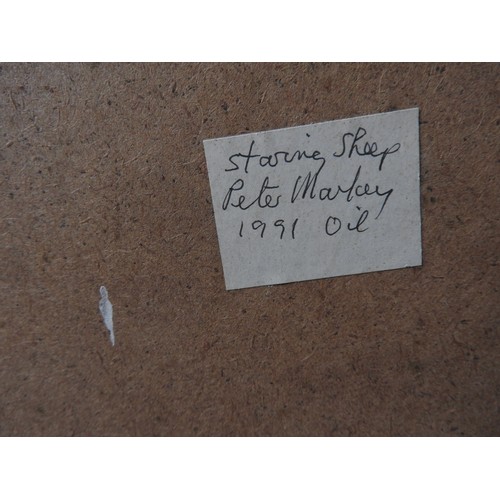 Staring Sheep
Peter Markey
1991 Oil